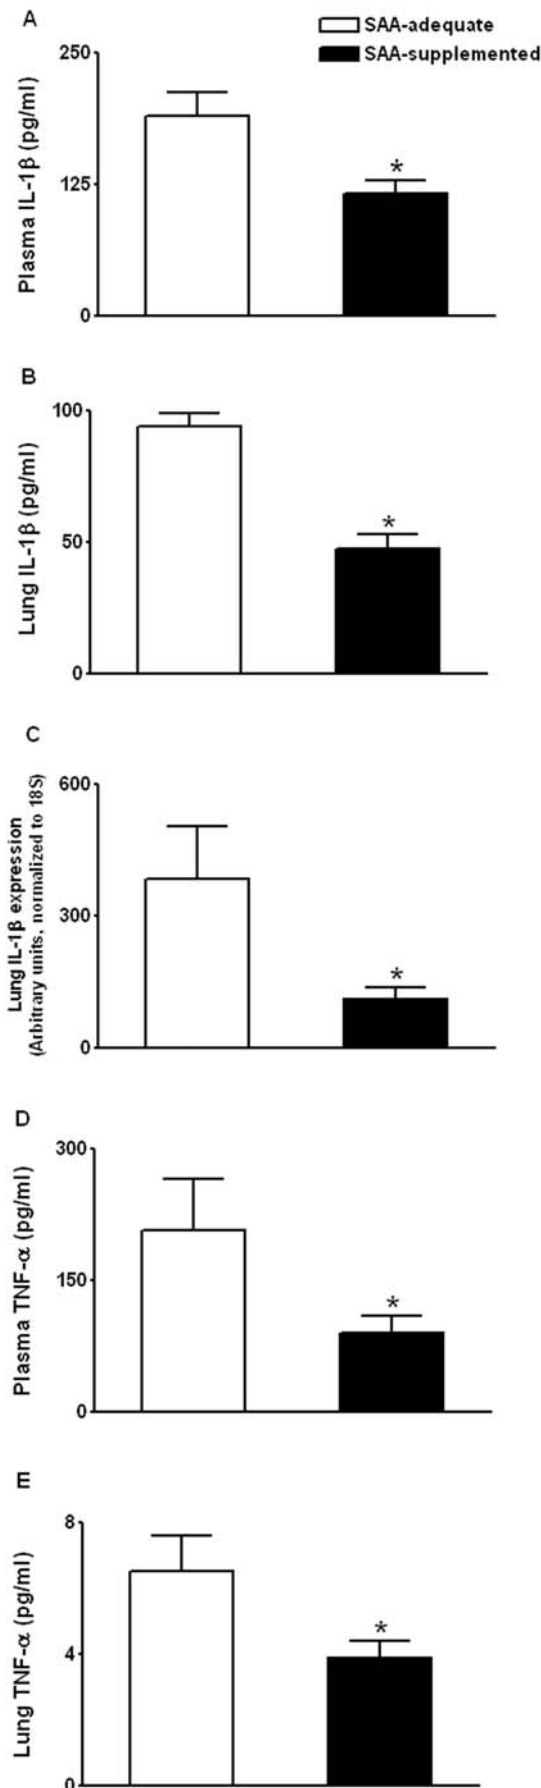 A
SAA-adequate
SAA-supplemented
250
125
0
Plasma IL-1β (pg/ml)
*
B
100
50
0
Lung IL-1β (pg/ml)
*
C
600
300
0
Lung IL-1β expression
(Arbitrary units, normalized to 18S)
*
D
300
150
0
Plasma TNF-α (pg/ml)
*
E
8
4
0
Lung TNF-α (pg/ml)
*